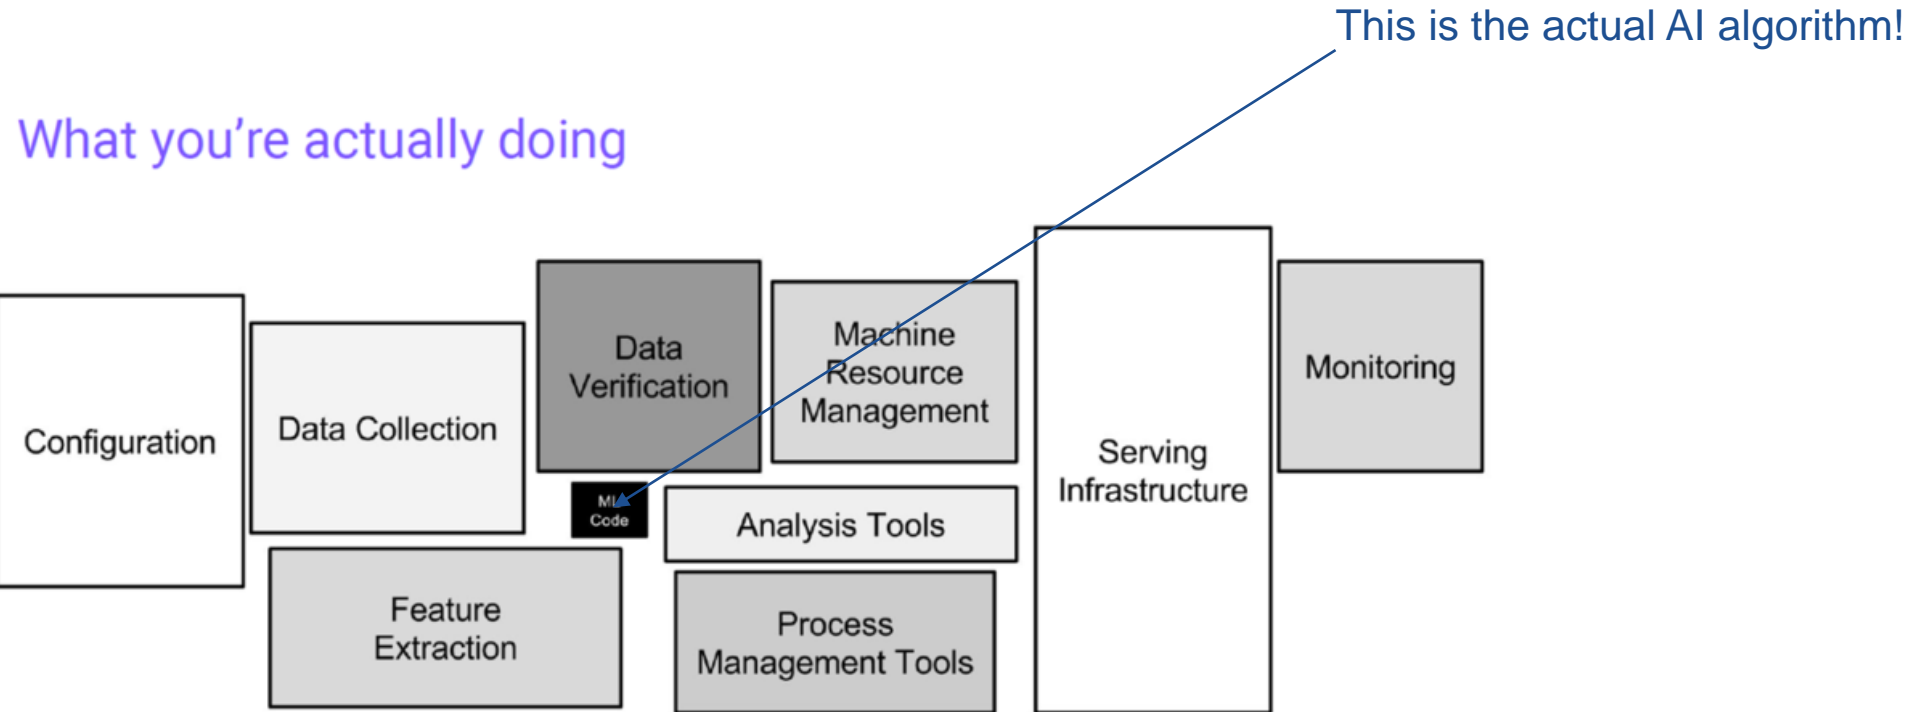 This is the actual AI algorithm!
What you’re actually doing
Configuration
Data Collection
Data
Verification
Machine
Resource
Management
Serving
Infrastructure
Monitoring
ML
Code
Analysis Tools
Feature
Extraction
Process
Management Tools